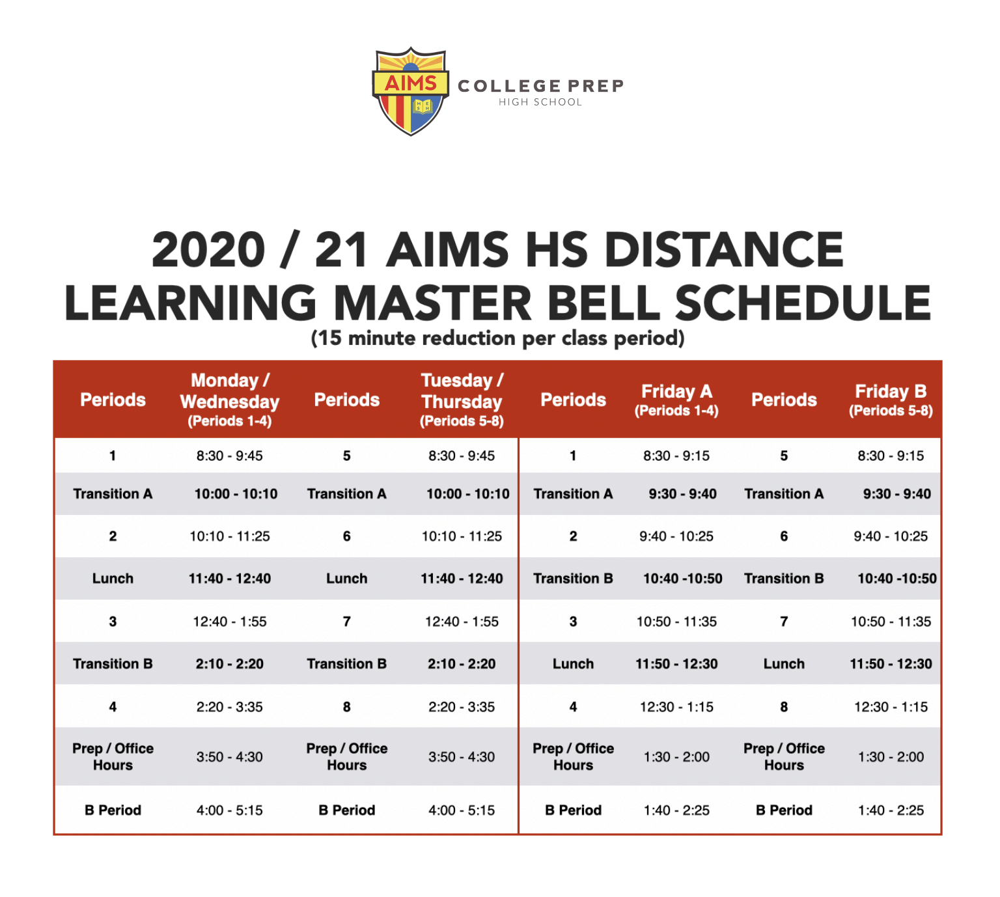 AIMS
M E
S H
COLLEGE PREP
HIGH SCHOOL
2020 / 21 AIMS HS DISTANCE
LEARNING MASTER BELL SCHEDULE
(15 minute reduction per class period)
Periods Monday / Wednesday (Periods 1-4) Periods Tuesday / Thursday (Periods 5-8) Periods Friday A (Periods 1-4) Periods Friday B (Periods 5-8)
1 8:30 - 9:45 5 8:30 - 9:45 1 8:30 - 9:15 5 8:30 - 9:15
Transition A 10:00 - 10:10 Transition A 10:00 - 10:10 Transition A 9:30 - 9:40 Transition A 9:30 - 9:40
2 10:10 - 11:25 6 10:10 - 11:25 2 9:40 - 10:25 6 9:40 - 10:25
Lunch 11:40 - 12:40 Lunch 11:40 - 12:40 Transition B 10:40 -10:50 Transition B 10:40 -10:50
3 12:40 - 1:55 7 12:40 - 1:55 3 10:50 - 11:35 7 10:50 - 11:35
Transition B 2:10 - 2:20 Transition B 2:10 - 2:20 Lunch 11:50 - 12:30 Lunch 11:50 - 12:30
4 2:20 - 3:35 8 2:20 - 3:35 4 12:30 - 1:15 8 12:30 - 1:15
Prep / Office Hours 3:50 - 4:30 Prep / Office Hours 3:50 - 4:30 Prep / Office Hours 1:30 - 2:00 Prep / Office Hours 1:30 - 2:00
B Period 4:00 - 5:15 B Period 4:00 - 5:15 B Period 1:40 - 2:25 B Period 1:40 - 2:25